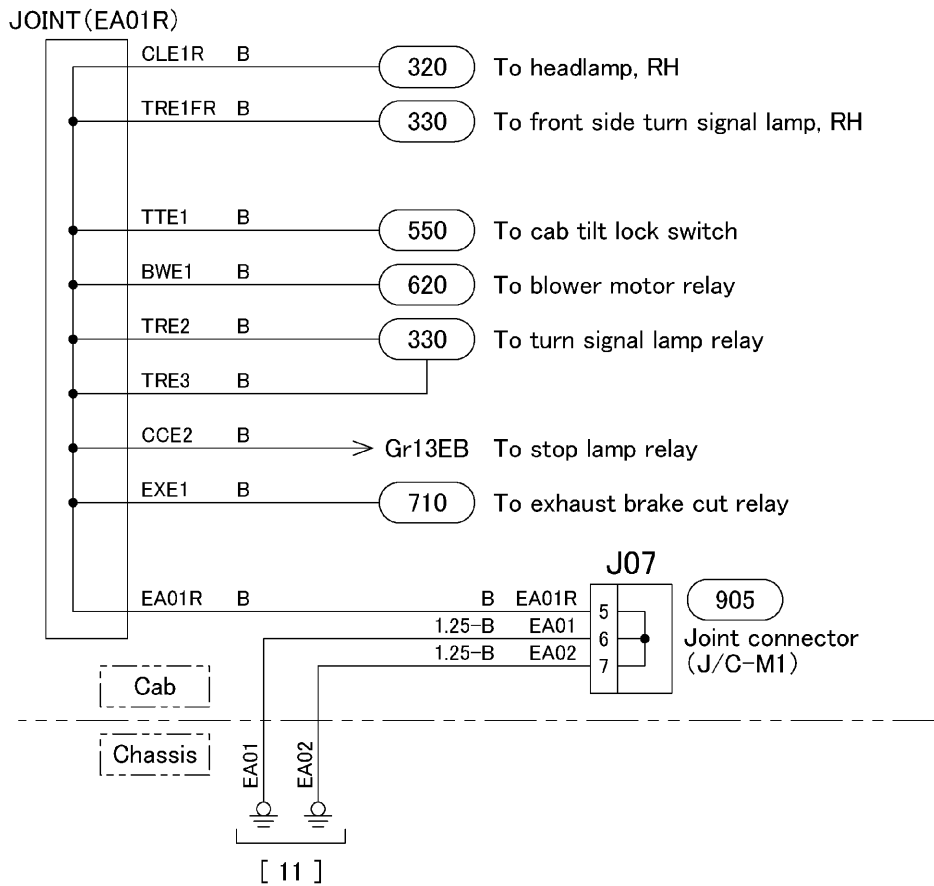 JOINT(EA01R)
CLE1R B 320 To headlamp, RH
TRE1FR B 330 To front side turn signal lamp, RH
TTE1 B 550 To cab tilt lock switch
BWE1 B 620 To blower motor relay
TRE2 B 330 To turn signal lamp relay
TRE3 B
CCE2 B Gr13EB To stop lamp relay
EXE1 B 710 To exhaust brake cut relay
J07
EA01R B B EA01R 5 905
1.25-B EA01 6 Joint connector
1.25-B EA02 7 (J/C-M1)
Cab
Chassis
EA01 EA02
[ 11 ]